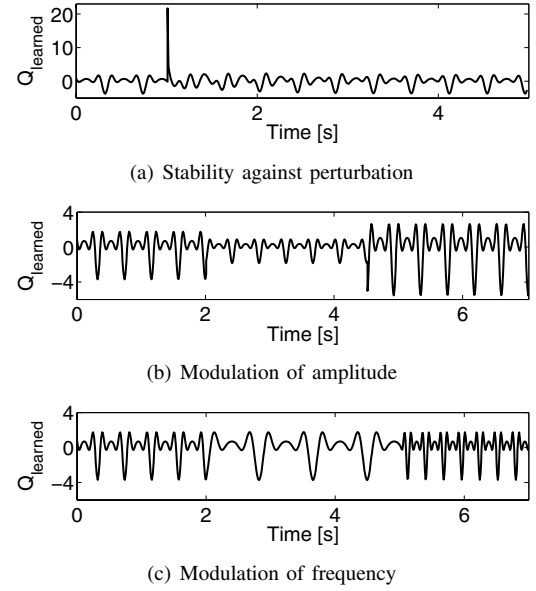 20
10
0
Q_learned
0 2 4
Time [s]
(a) Stability against perturbation
4
0
−4
Q_learned
0 2 4 6
Time [s]
(b) Modulation of amplitude
4
0
−4
Q_learned
0 2 4 6
Time [s]
(c) Modulation of frequency